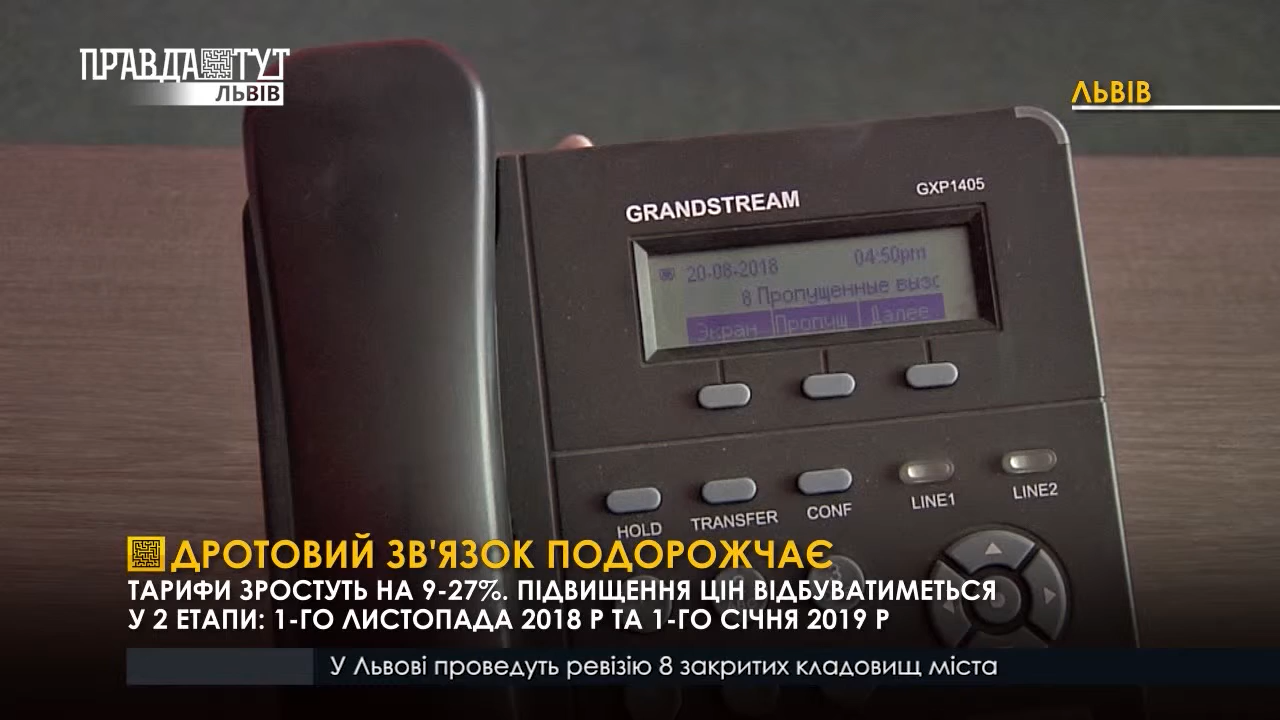 ПРАВДА ТУТ
ЛЬВІВ
ЛЬВІВ
GRANDSTREAM
GXP1405
20-08-2018 04:50pm
8 Пропущенные вызо
Экран Пропущ Далее
HOLD TRANSFER CONF LINE1 LINE2
ДРОТОВИЙ ЗВ'ЯЗОК ПОДОРОЖЧАЄ
ТАРИФИ ЗРОСТУТЬ НА 9-27%. ПІДВИЩЕННЯ ЦІН ВІДБУВАТИМЕТЬСЯ
У 2 ЕТАПИ: 1-ГО ЛИСТОПАДА 2018 Р ТА 1-ГО СІЧНЯ 2019 Р
У Львові проведуть ревізію 8 закритих кладовищ міста